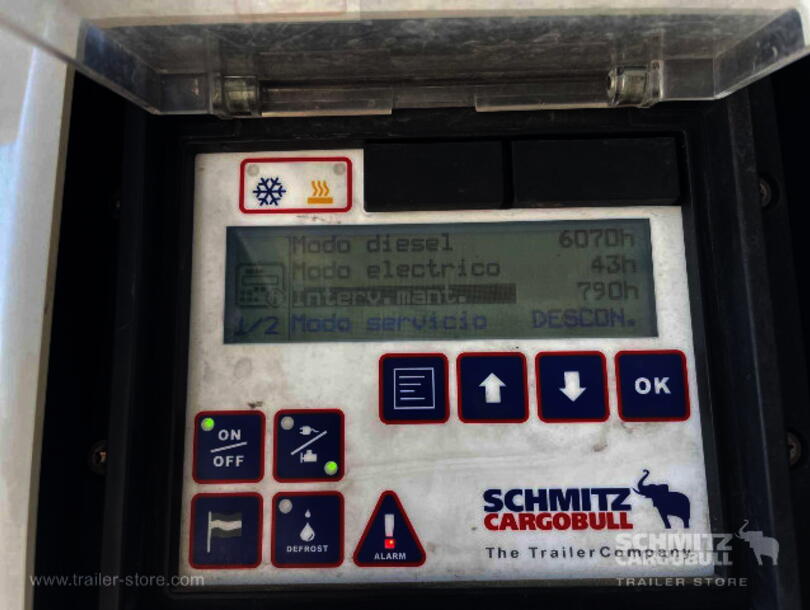 Modo diesel 6070h
Modo electrico 43h
Interv.mant. 790h
1/2 Modo servicio DESCON.
OK
ON
OFF
DEFROST
ALARM
SCHMITZ
CARGOBULL
The TrailerCompany.
SCHMITZ
CARGOBULL
TRAILER STORE
www.trailer-store.com